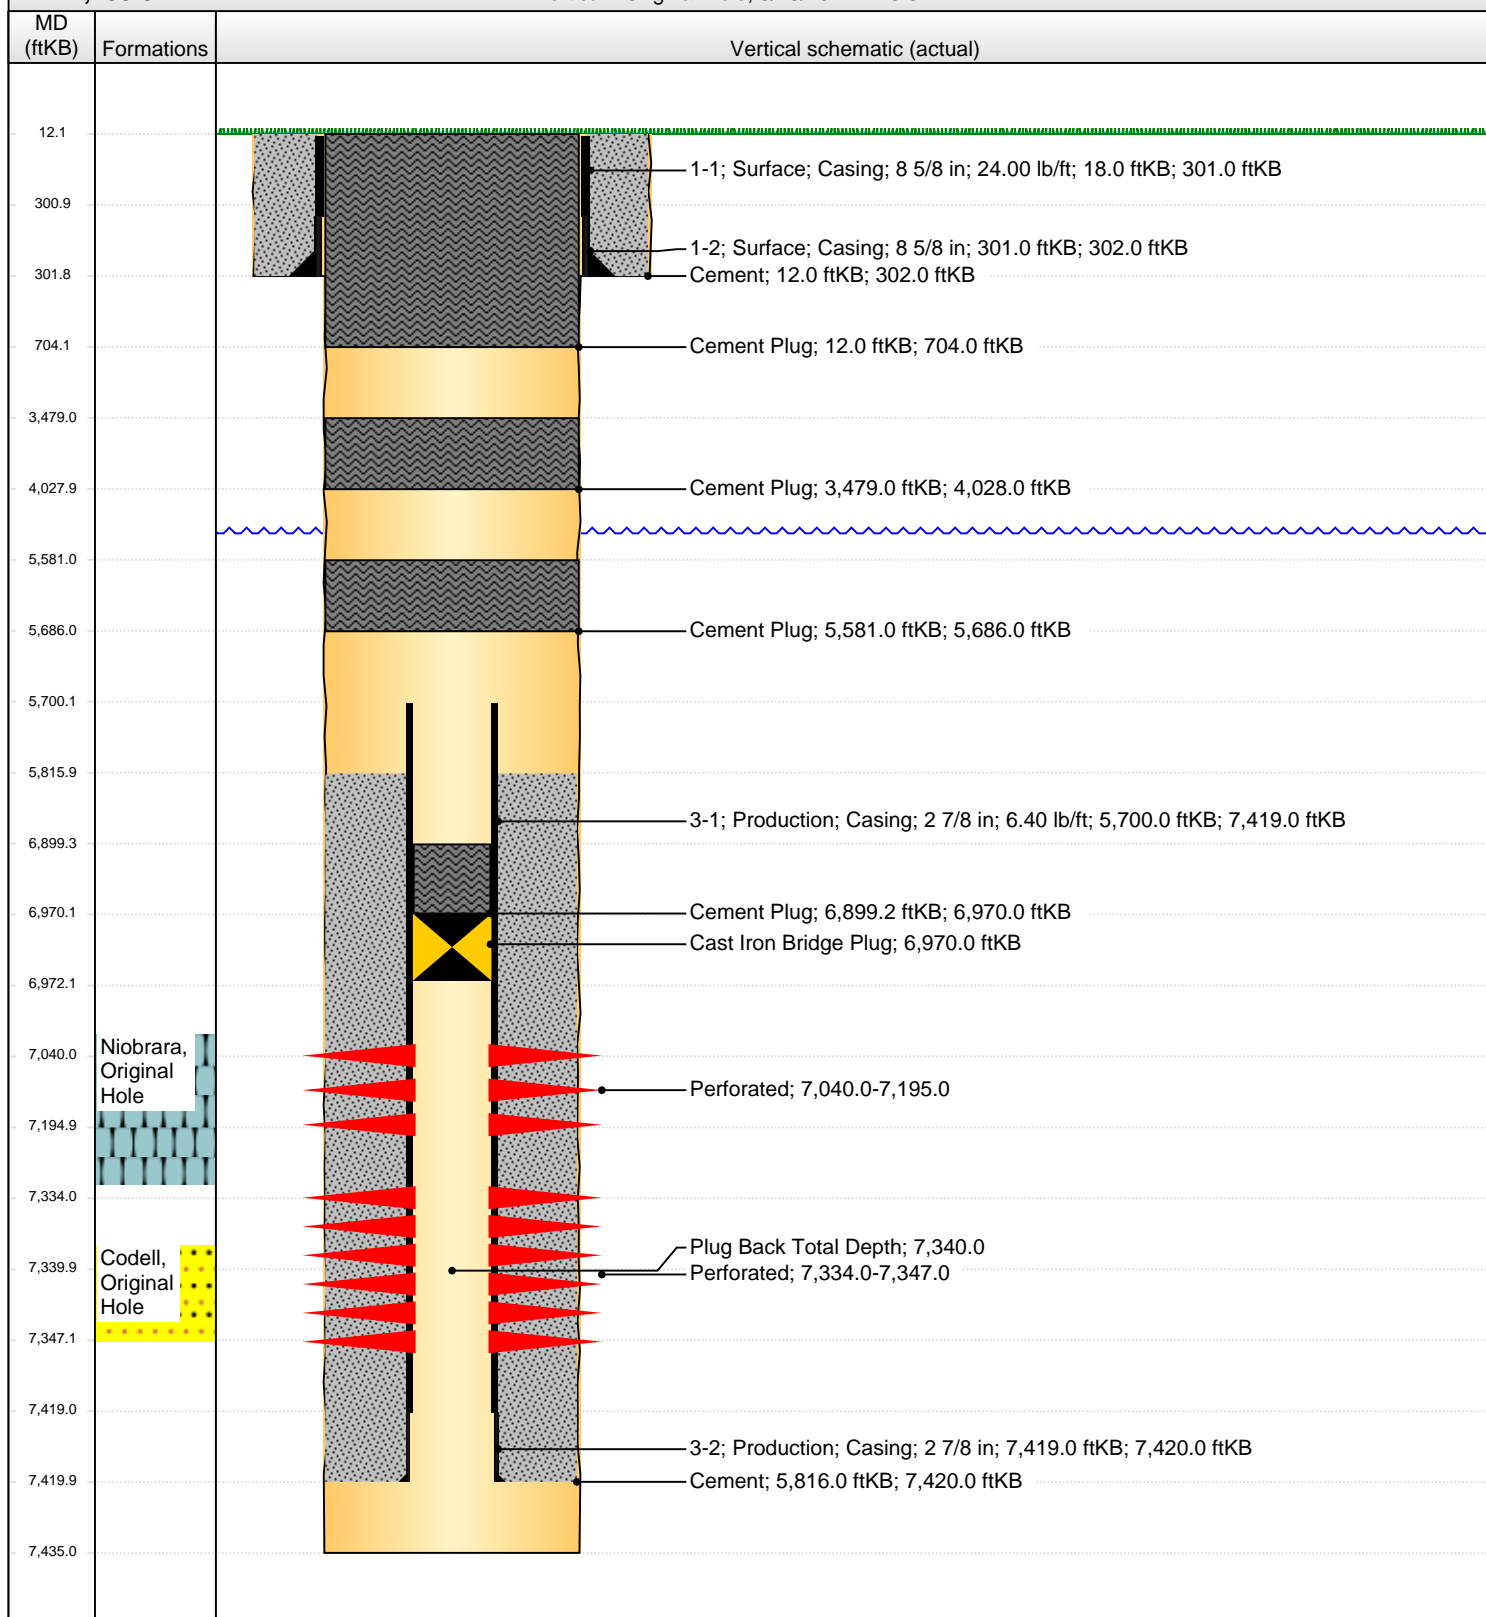 MD
(ftKB)
Formations
Vertical schematic (actual)
12.1
1-1; Surface; Casing; 8 5/8 in; 24.00 lb/ft; 18.0 ftKB; 301.0 ftKB
300.9
1-2; Surface; Casing; 8 5/8 in; 301.0 ftKB; 302.0 ftKB
301.8
Cement; 12.0 ftKB; 302.0 ftKB
704.1
Cement Plug; 12.0 ftKB; 704.0 ftKB
3,479.0
4,027.9
Cement Plug; 3,479.0 ftKB; 4,028.0 ftKB
5,581.0
5,686.0
Cement Plug; 5,581.0 ftKB; 5,686.0 ftKB
5,700.1
5,815.9
3-1; Production; Casing; 2 7/8 in; 6.40 lb/ft; 5,700.0 ftKB; 7,419.0 ftKB
6,899.3
6,970.1
Cement Plug; 6,899.2 ftKB; 6,970.0 ftKB
Cast Iron Bridge Plug; 6,970.0 ftKB
6,972.1
7,040.0
Niobrara,
Original
Hole
Perforated; 7,040.0-7,195.0
7,194.9
7,334.0
Codell,
Original
Hole
Plug Back Total Depth; 7,340.0
7,339.9
Perforated; 7,334.0-7,347.0
7,347.1
7,419.0
3-2; Production; Casing; 2 7/8 in; 7,419.0 ftKB; 7,420.0 ftKB
7,419.9
Cement; 5,816.0 ftKB; 7,420.0 ftKB
7,435.0